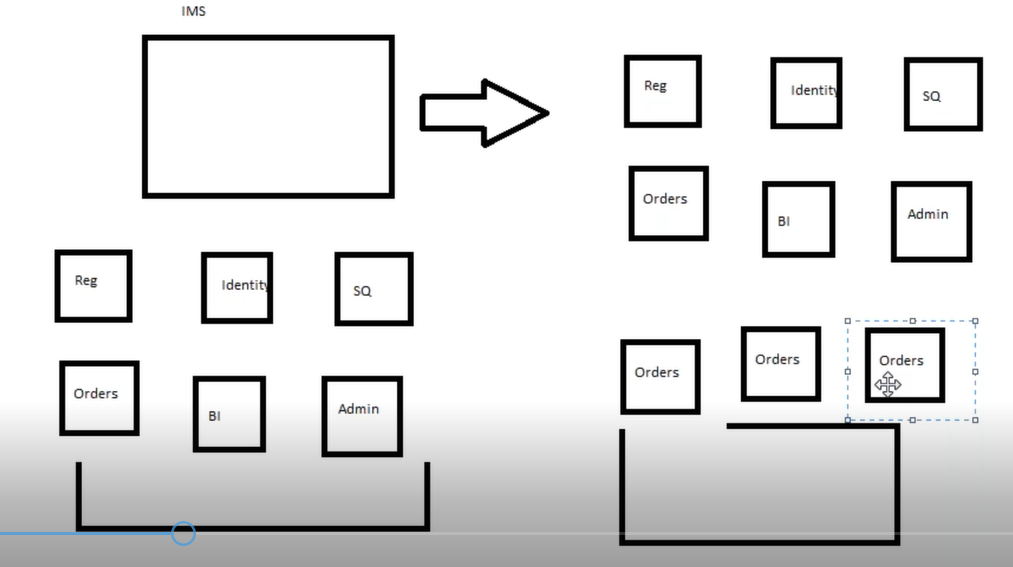 IMS
Reg
Identity
SQ
Orders
BI
Admin
Reg
Identity
SQ
Orders
BI
Admin
Orders
Orders
Orders